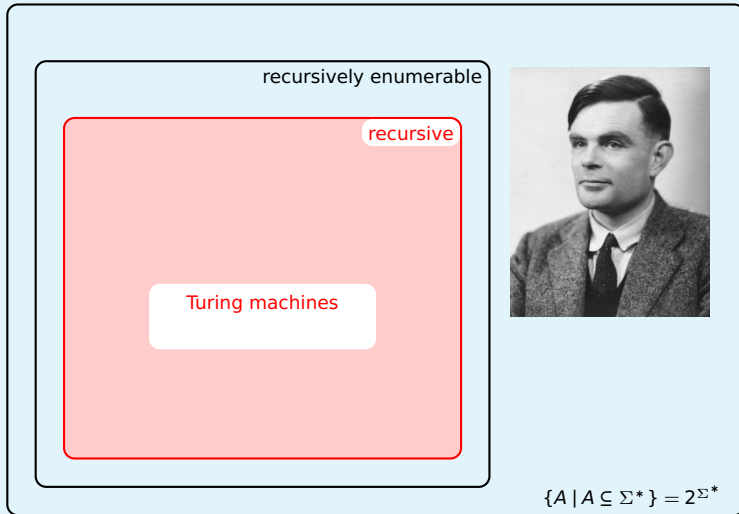 recursively enumerable
recursive
Turing machines
{A | A ⊆ Σ*} = 2^Σ*